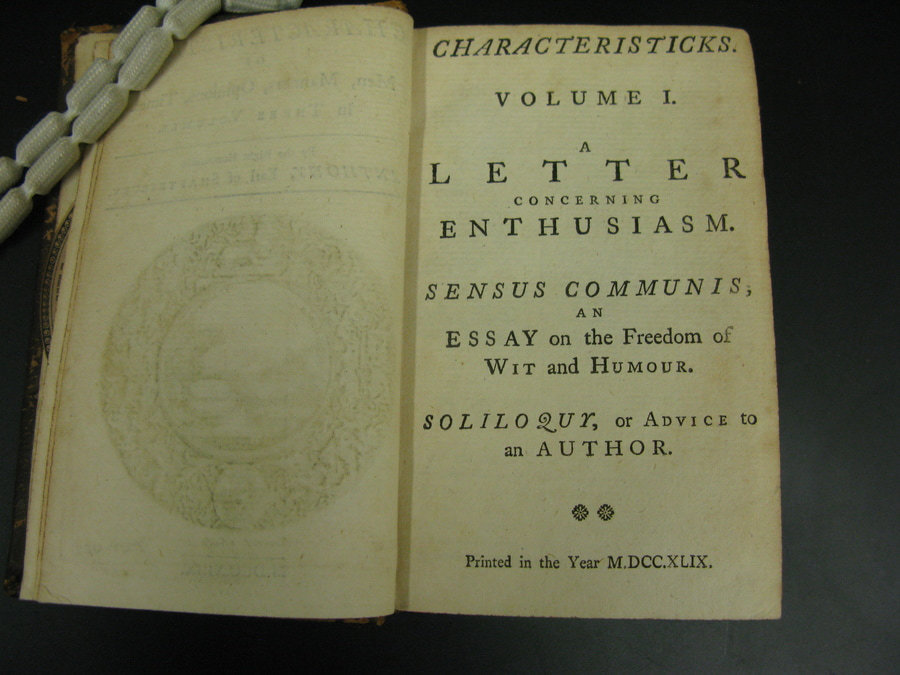 CHARACTERISTICKS.
VOLUME I.
A
LETTER
CONCERNING
ENTHUSIASM.
SENSUS COMMUNIS;
AN
ESSAY on the Freedom of
WIT and HUMOUR.
SOLILOQUY, or ADVICE to
an AUTHOR.
Printed in the Year M.DCC.XLIX.